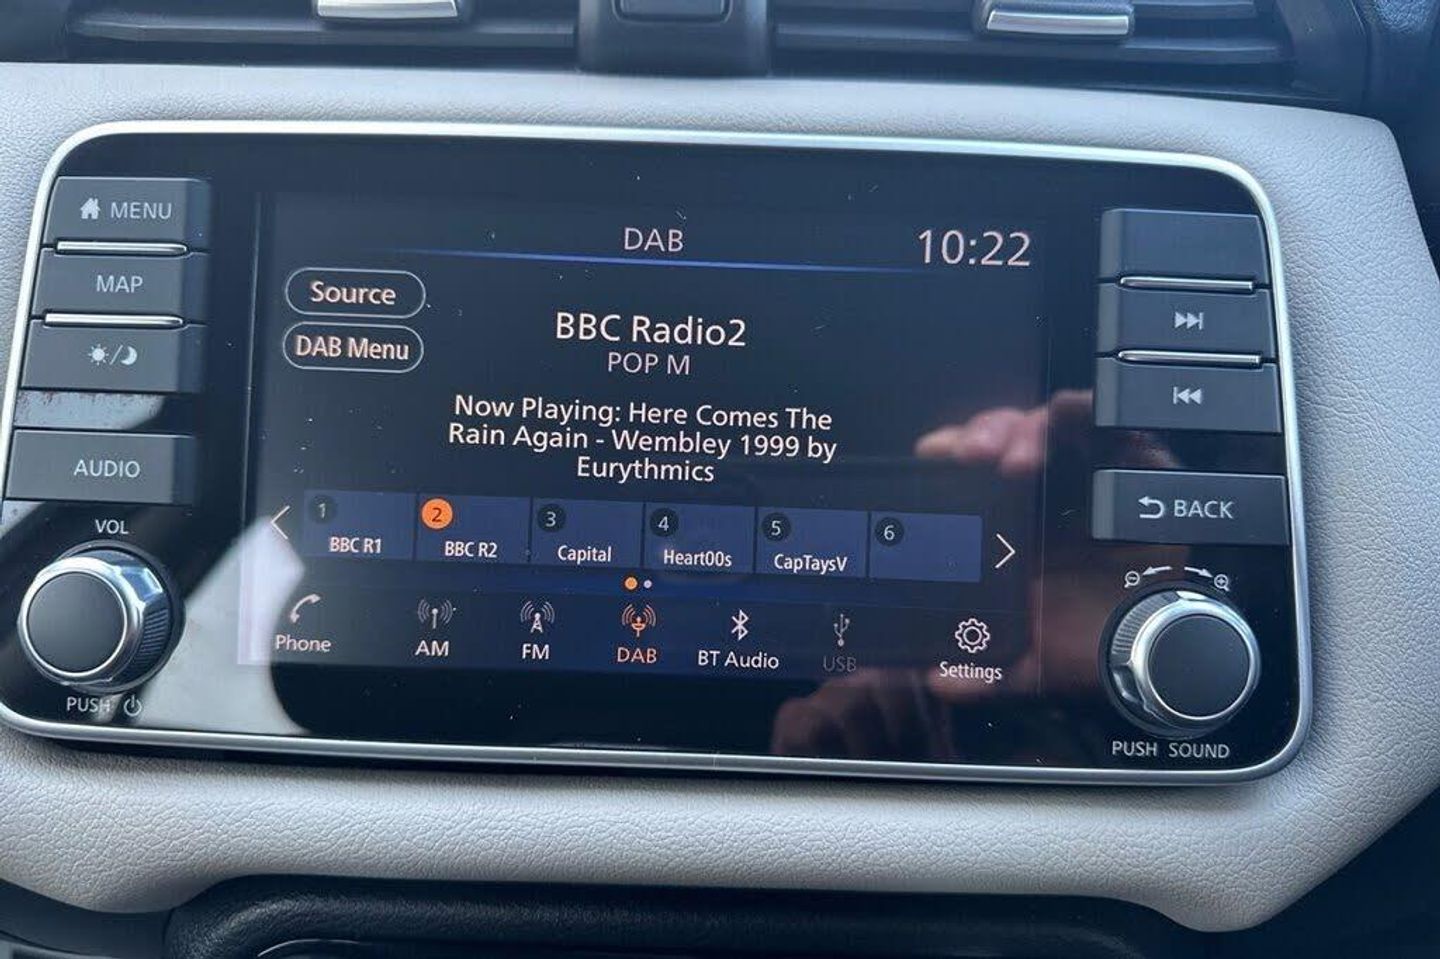 MENU
MAP
AUDIO
VOL
PUSH
DAB
10:22
Source
DAB Menu
BBC Radio2
POP M
Now Playing: Here Comes The
Rain Again - Wembley 1999 by
Eurythmics
1
BBC R1
2
BBC R2
3
Capital
4
Heart00s
5
CapTaysV
6
Phone
AM
FM
DAB
BT Audio
USB
Settings
BACK
PUSH SOUND